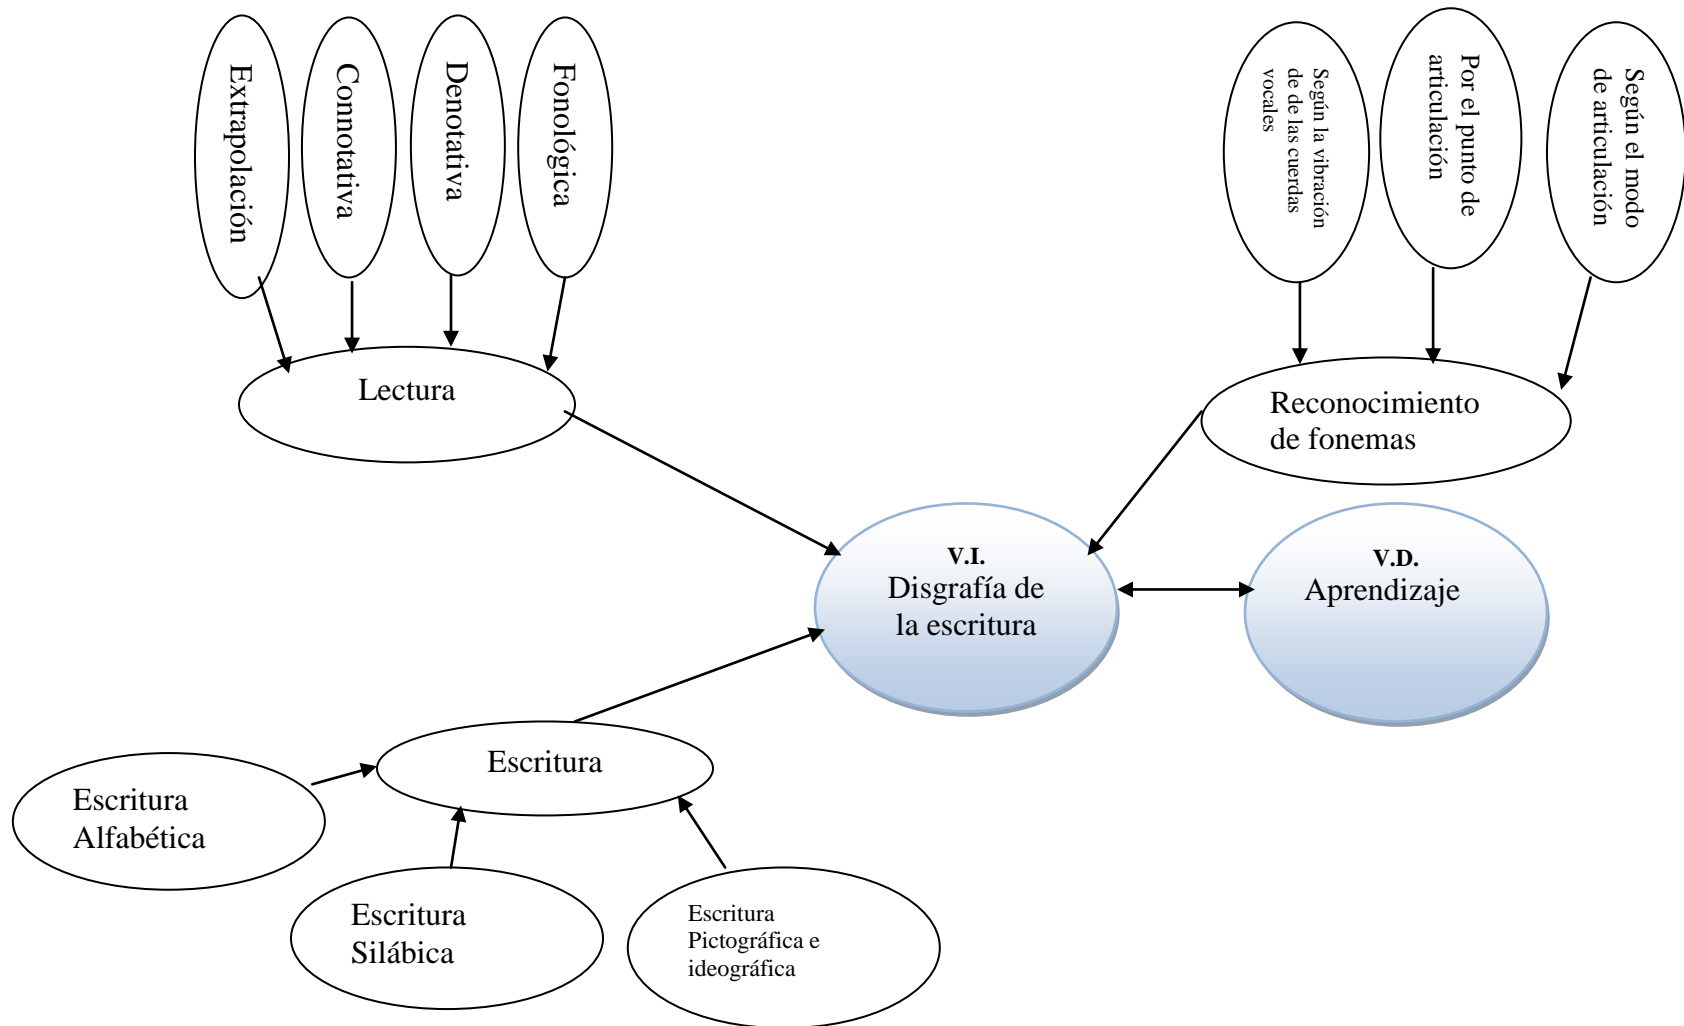 Extrapolación
Connotativa
Denotativa
Fonológica
Según la vibración
de de las cuerdas
vocales
Por el punto de
articulación
Según el modo
de articulación
Lectura
Reconocimiento
de fonemas
V.I.
Disgrafía de
la escritura
V.D.
Aprendizaje
Escritura
Escritura
Alfabética
Escritura
Silábica
Escritura
Pictográfica e
ideográfica